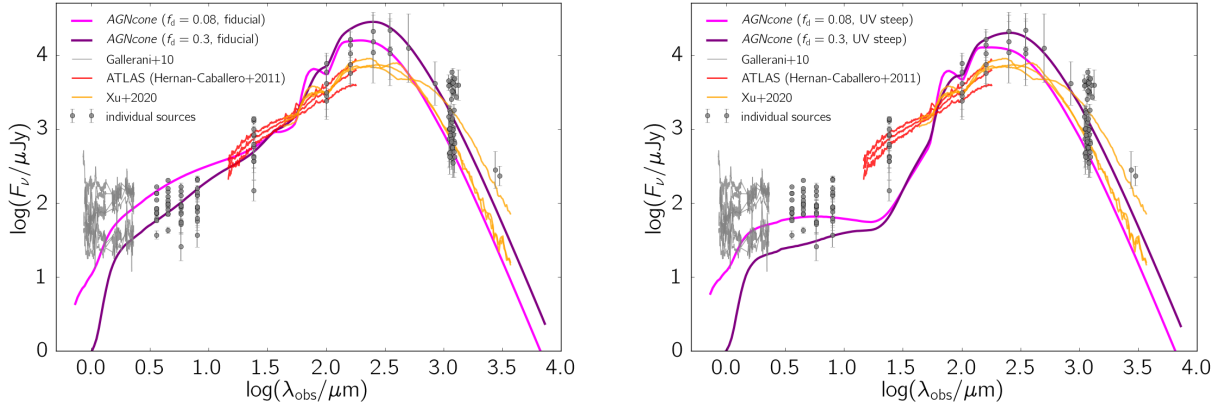 AGNcone (f_d = 0.08, fiducial)
AGNcone (f_d = 0.3, fiducial)
Gallerani+10
ATLAS (Hernan-Caballero+2011)
Xu+2020
individual sources
log(F_ν/μJy)
4
3
2
1
0
0.0 0.5 1.0 1.5 2.0 2.5 3.0 3.5 4.0
log(λ_obs/μm)
AGNcone (f_d = 0.08, UV steep)
AGNcone (f_d = 0.3, UV steep)
Gallerani+10
ATLAS (Hernan-Caballero+2011)
Xu+2020
individual sources
log(F_ν/μJy)
4
3
2
1
0
0.0 0.5 1.0 1.5 2.0 2.5 3.0 3.5 4.0
log(λ_obs/μm)